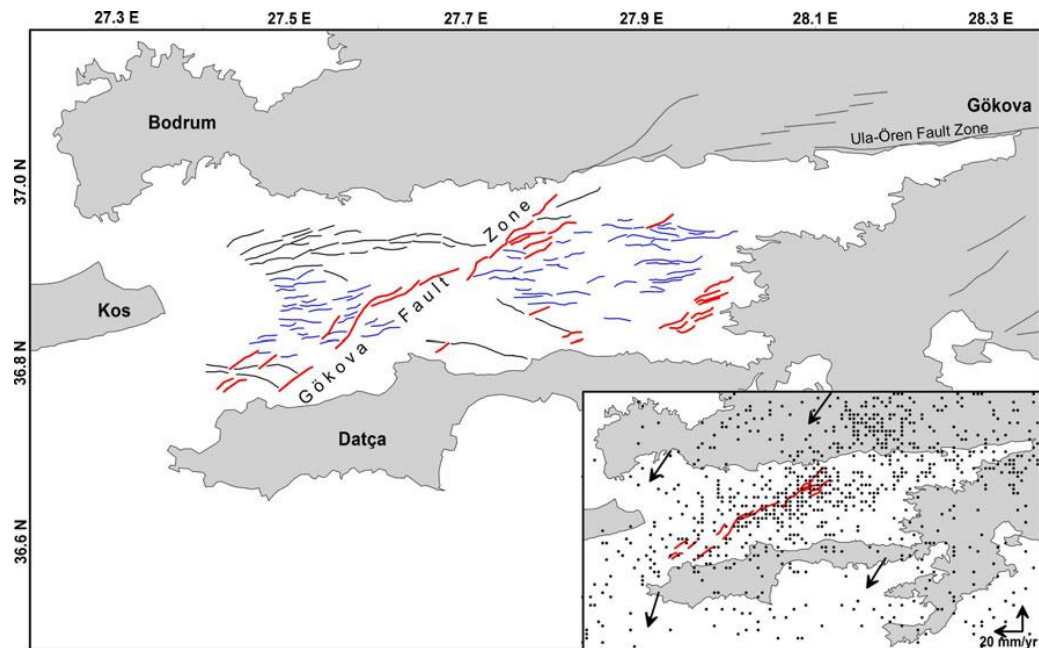 27.3 E 27.5 E 27.7 E 27.9 E 28.1 E 28.3 E
Bodrum
Gökova
Ula-Ören Fault Zone
37.0 N
Gökova Fault Zone
Kos
36.8 N
Datça
36.6 N
20 mm/yr